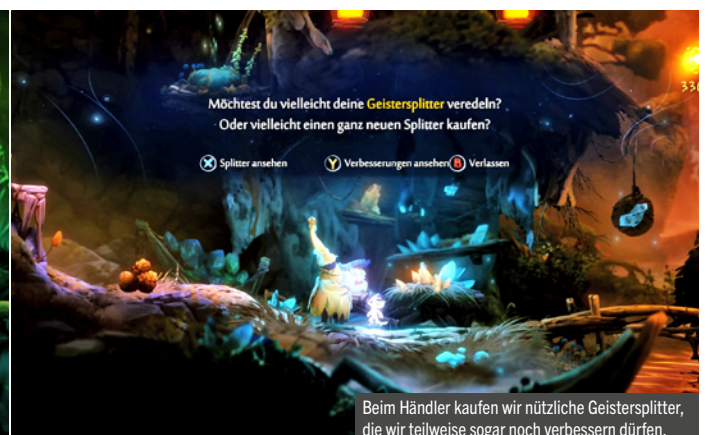 Möchtest du vielleicht deine Geistersplitter veredeln?
Oder vielleicht einen ganz neuen Splitter kaufen?
X Splitter ansehen Y Verbesserungen ansehen B Verlassen
Beim Händler kaufen wir nützliche Geistersplitter,
die wir teilweise sogar noch verbessern dürfen.